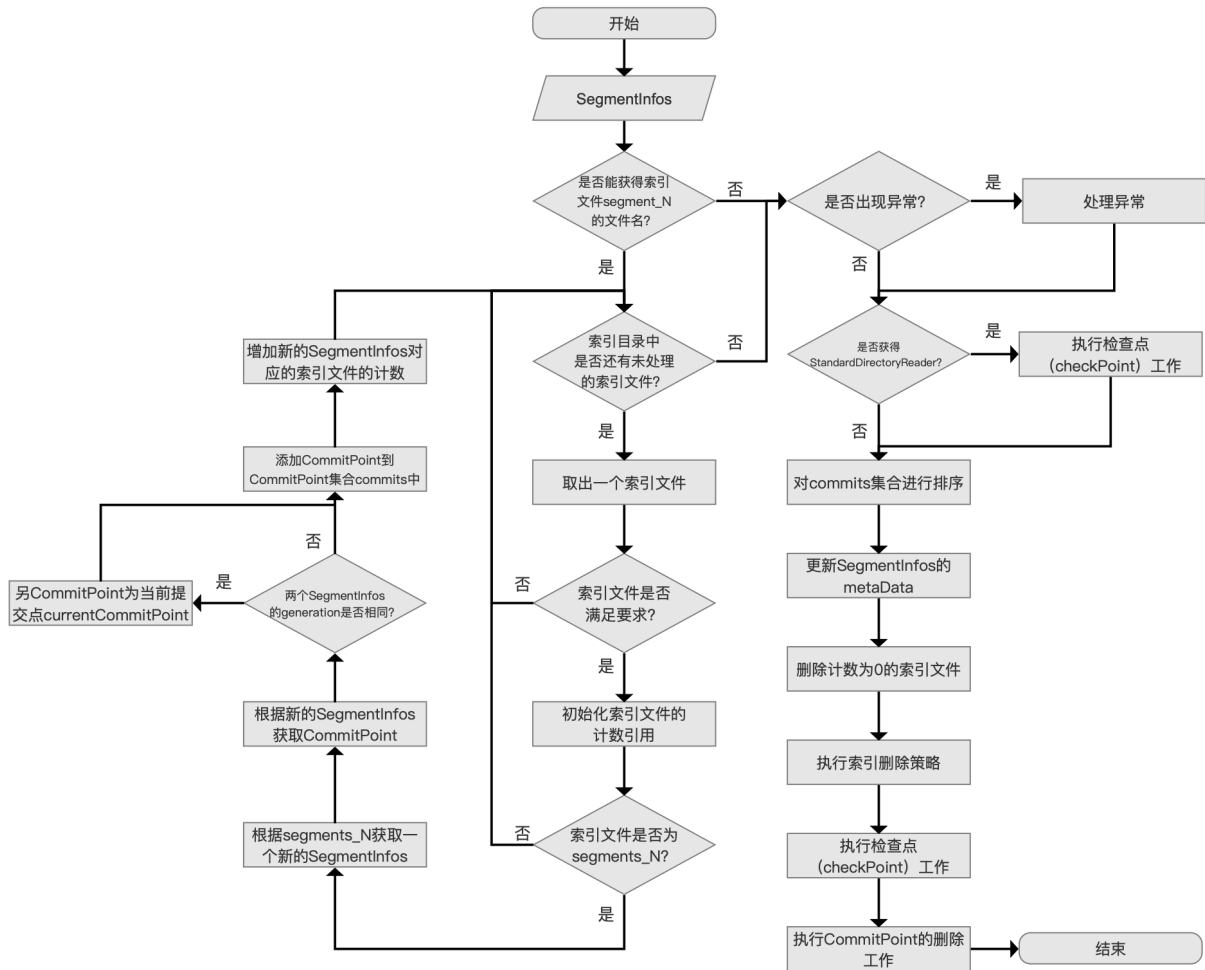 开始
SegmentInfos
是否能获得索引
文件segment_N
的文件名？
否
是
是否出现异常？
是
处理异常
否
索引目录中
是否还有未处理
的索引文件？
否
是
是否获得
StandardDirectoryReader？
是
执行检查点
（checkPoint）工作
否
增加新的SegmentInfos对
应的索引文件的计数
添加CommitPoint到
CommitPoint集合commits中
取出一个索引文件
对commits集合进行排序
否
两个SegmentInfos
的generation是否相同？
是
另CommitPoint为当前提
交点currentCommitPoint
索引文件是否
满足要求？
否
是
更新SegmentInfos的
metaData
删除计数为0的索引文件
根据新的SegmentInfos
获取CommitPoint
初始化索引文件的
计数引用
执行索引删除策略
根据segments_N获取一
个新的SegmentInfos
否
索引文件是否为
segments_N？
是
执行检查点
（checkPoint）工作
执行CommitPoint的删除
工作
结束